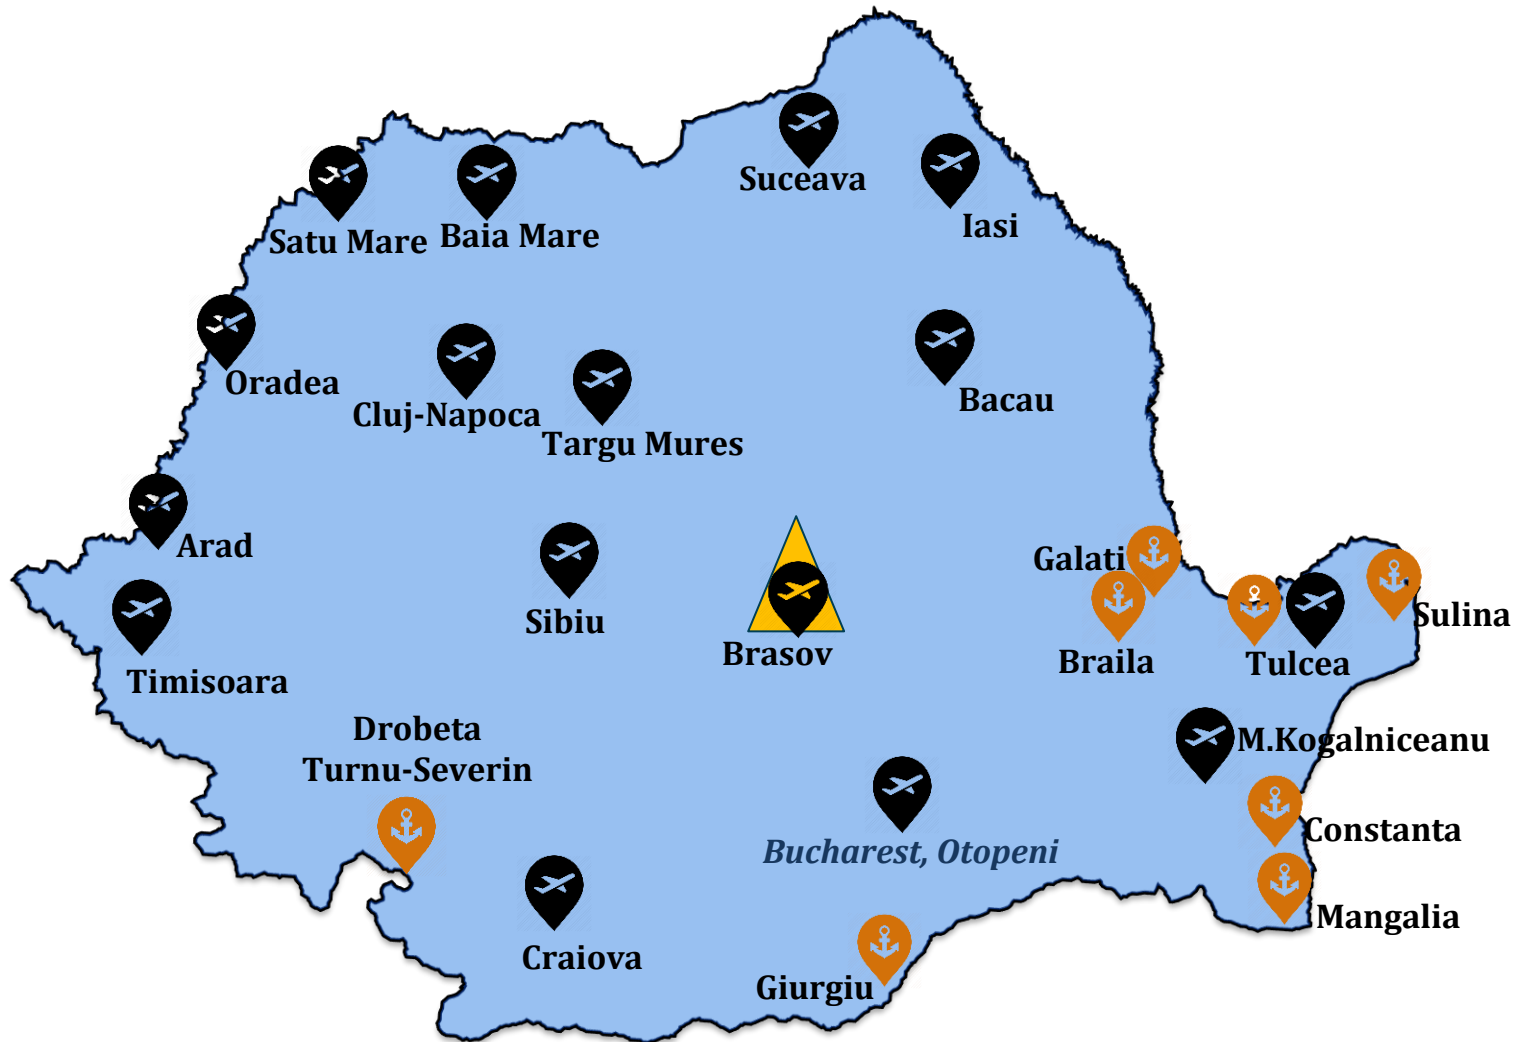 Suceava
Iasi
Satu Mare
Baia Mare
Oradea
Cluj-Napoca
Targu Mures
Bacau
Arad
Galati
Sibiu
Brasov
Braila
Tulcea
Sulina
Timisoara
Drobeta
Turnu-Severin
M.Kogalniceanu
Bucharest, Otopeni
Constanta
Mangalia
Craiova
Giurgiu